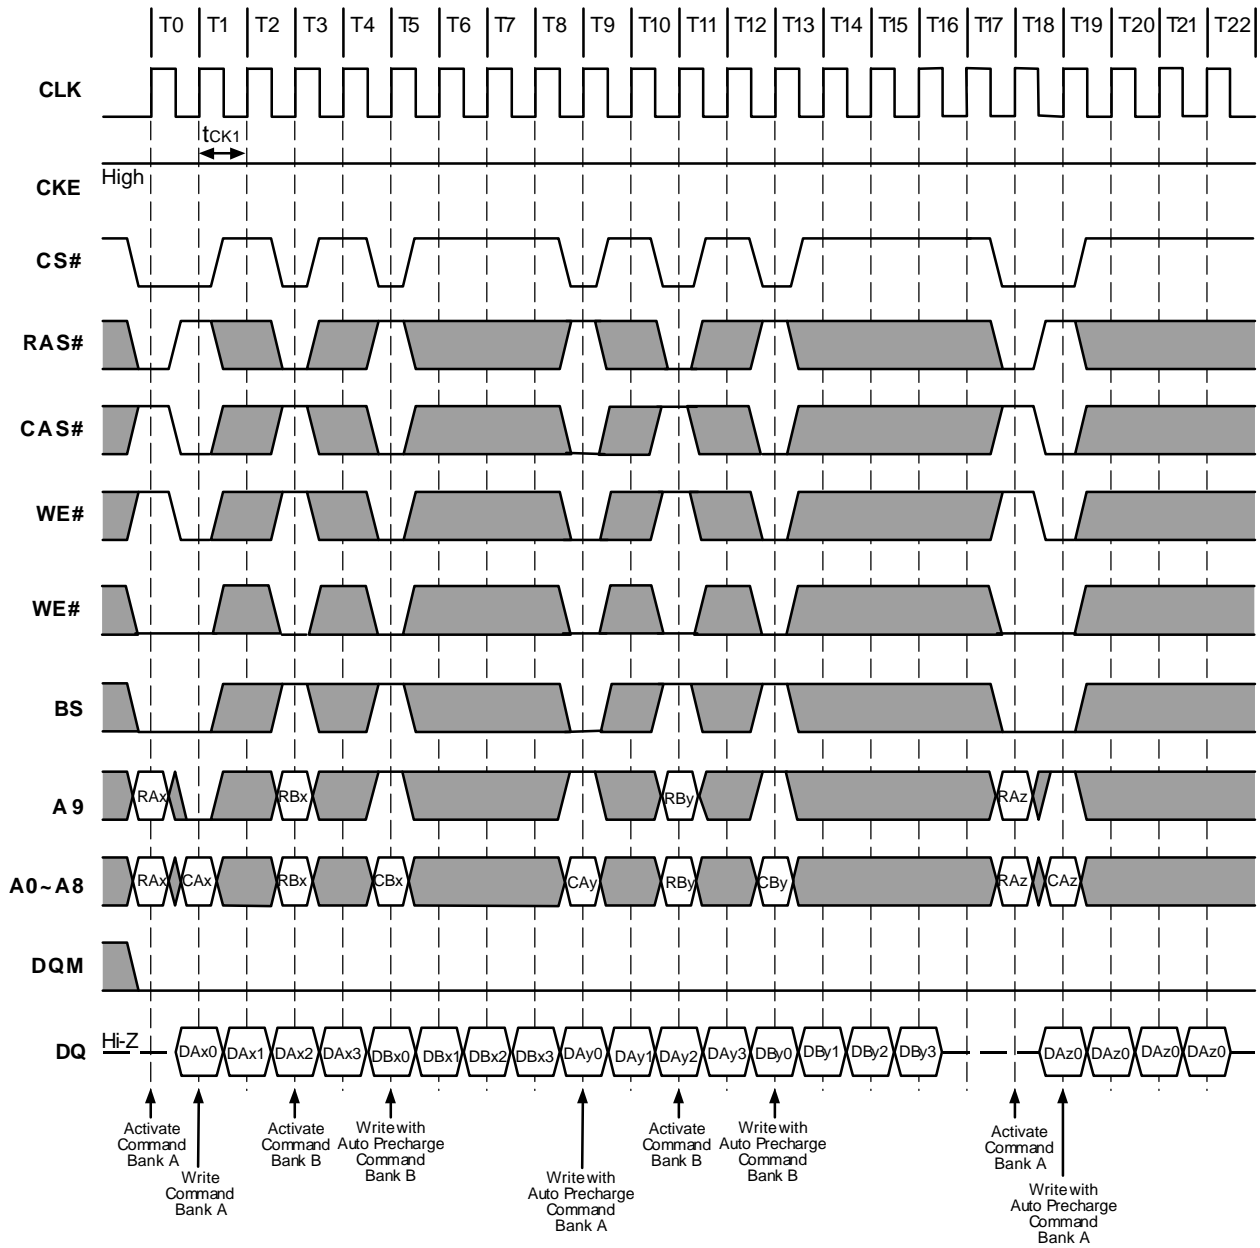 T0 T1 T2 T3 T4 T5 T6 T7 T8 T9 T10 T11 T12 T13 T14 T15 T16 T17 T18 T19 T20 T21 T22
CLK
tCK1
High
CKE
CS#
RAS#
CAS#
WE#
WE#
BS
A9 RAx RBx RBy RAz
A0~A8 RAx CAx RBx CBx CAy RBy CBy RAz CAz
DQM
DQ Hi-Z DAx0 DAx1 DAx2 DAx3 DBx0 DBx1 DBx2 DBx3 DAy0 DAy1 DAy2 DAy3 DBy0 DBy1 DBy2 DBy3 DAz0 DAz0 DAz0 DAz0
Activate
Command
Bank A
Write
Command
Bank A
Activate
Command
Bank B
Write with
Auto Precharge
Command
Bank B
Write with
Auto Precharge
Command
Bank A
Activate
Command
Bank B
Write with
Auto Precharge
Command
Bank B
Activate
Command
Bank A
Write with
Auto Precharge
Command
Bank A